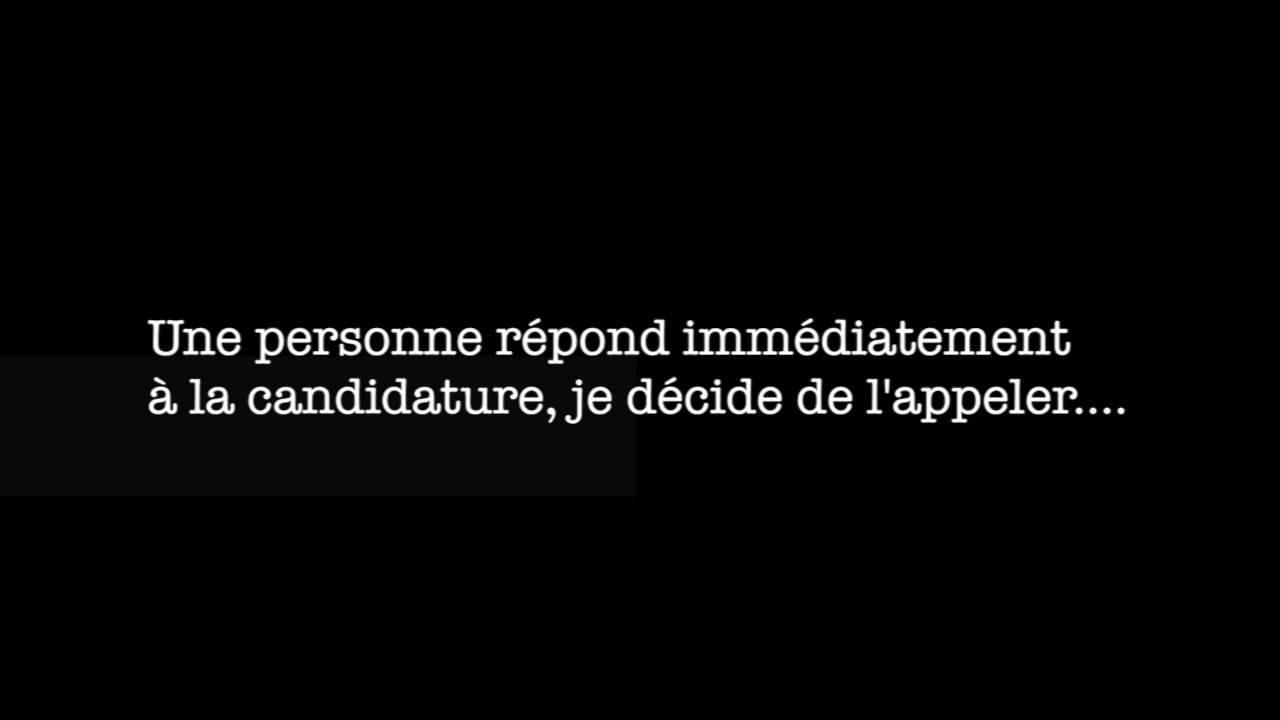 Une personne répond immédiatement
à la candidature, je décide de l'appeler....